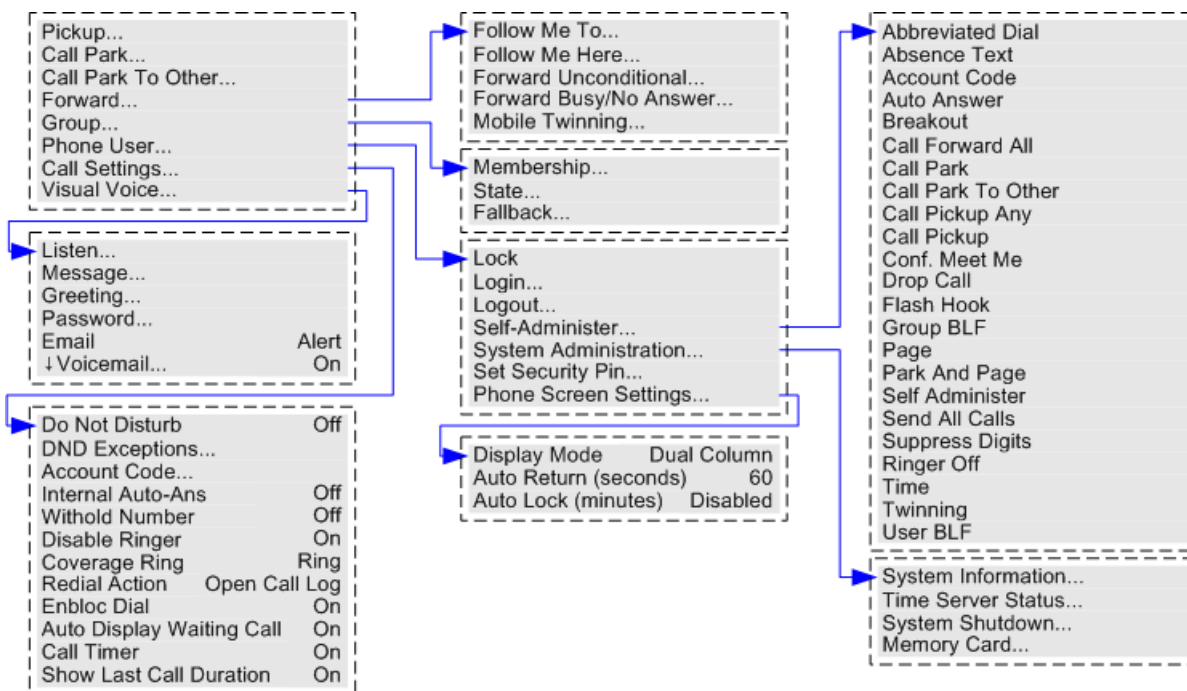 Pickup...
Call Park...
Call Park To Other...
Forward...
Group...
Phone User...
Call Settings...
Visual Voice...
Listen...
Message...
Greeting...
Password...
Email Alert
↓Voicemail... On
Do Not Disturb Off
DND Exceptions...
Account Code...
Internal Auto-Ans Off
Withold Number Off
Disable Ringer On
Coverage Ring Ring
Redial Action Open Call Log
Enbloc Dial On
Auto Display Waiting Call On
Call Timer On
Show Last Call Duration On
Follow Me To...
Follow Me Here...
Forward Unconditional...
Forward Busy/No Answer...
Mobile Twinning...
Membership...
State...
Fallback...
Lock
Login...
Logout...
Self-Administer...
System Administration...
Set Security Pin...
Phone Screen Settings...
Display Mode Dual Column
Auto Return (seconds) 60
Auto Lock (minutes) Disabled
Abbreviated Dial
Absence Text
Account Code
Auto Answer
Breakout
Call Forward All
Call Park
Call Park To Other
Call Pickup Any
Call Pickup
Conf. Meet Me
Drop Call
Flash Hook
Group BLF
Page
Park And Page
Self Administer
Send All Calls
Suppress Digits
Ringer Off
Time
Twinning
User BLF
System Information...
Time Server Status...
System Shutdown...
Memory Card...